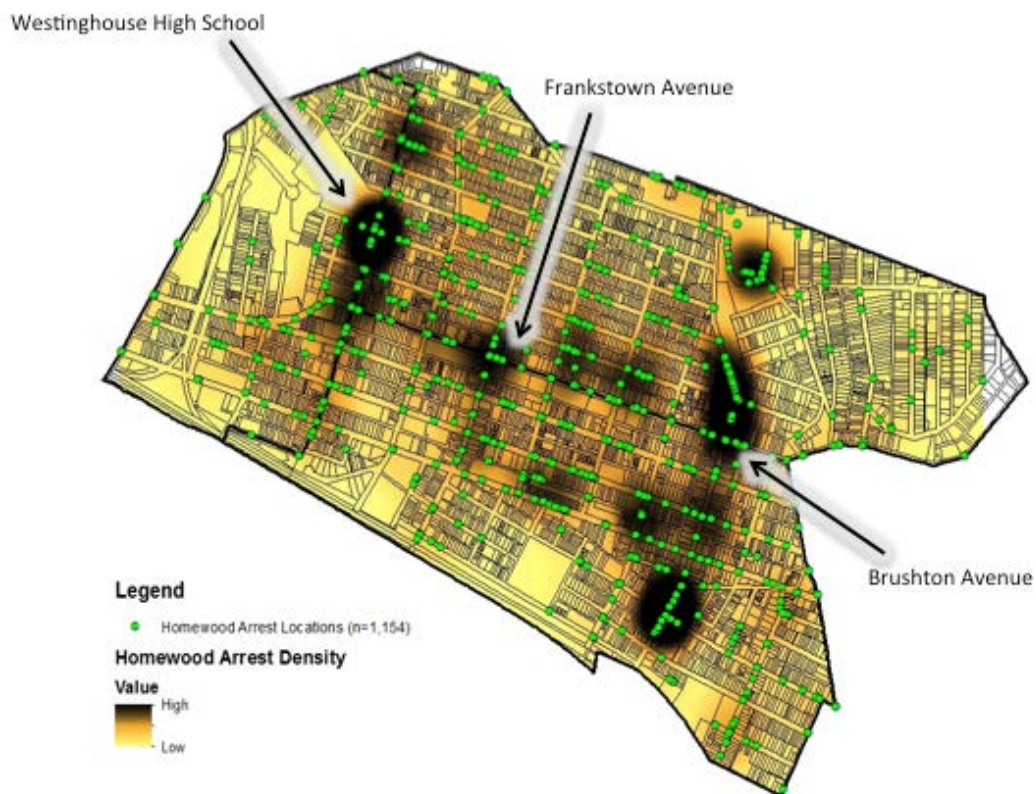 Westinghouse High School
Frankstown Avenue
Brushton Avenue
Legend
Homewood Arrest Locations (n=1,154)
Homewood Arrest Density
Value
High
Low